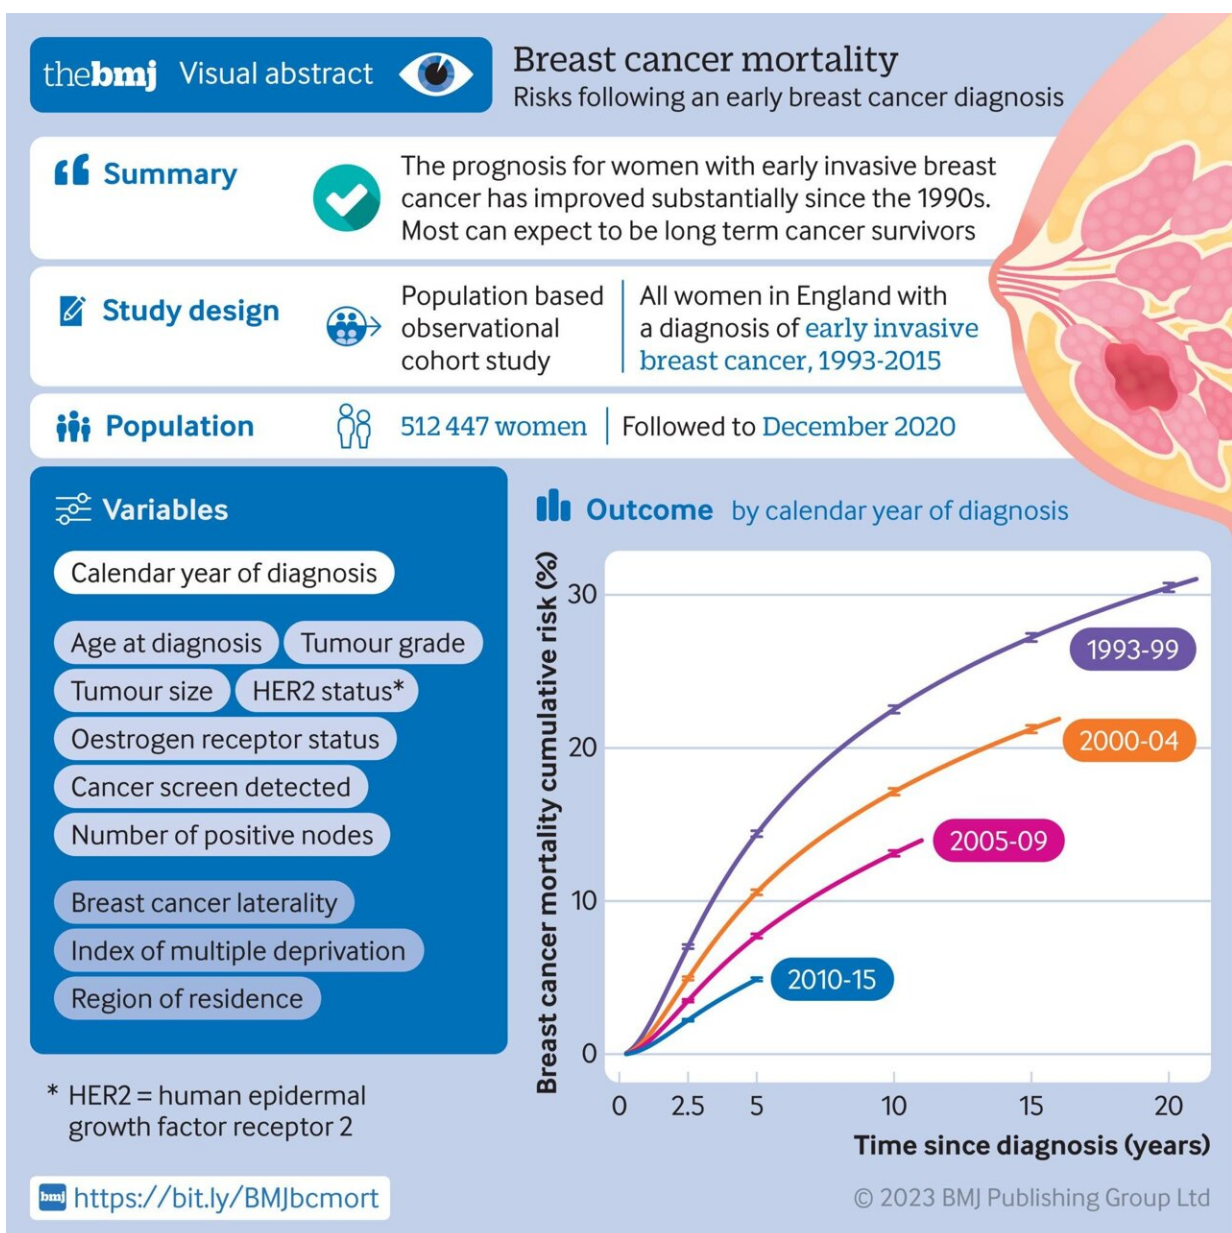 thebmj Visual abstract
Breast cancer mortality
Risks following an early breast cancer diagnosis
Summary
The prognosis for women with early invasive breast
cancer has improved substantially since the 1990s.
Most can expect to be long term cancer survivors
Study design
Population based
observational
cohort study
All women in England with
a diagnosis of early invasive
breast cancer, 1993-2015
Population
512 447 women
Followed to December 2020
Variables
Calendar year of diagnosis
Age at diagnosis
Tumour grade
Tumour size
HER2 status*
Oestrogen receptor status
Cancer screen detected
Number of positive nodes
Breast cancer laterality
Index of multiple deprivation
Region of residence
* HER2 = human epidermal
growth factor receptor 2
Outcome by calendar year of diagnosis
Breast cancer mortality cumulative risk (%)
30
20
10
0
1993-99
2000-04
2005-09
2010-15
0 2.5 5 10 15 20
Time since diagnosis (years)
bmj https://bit.ly/BMJbcmort
© 2023 BMJ Publishing Group Ltd